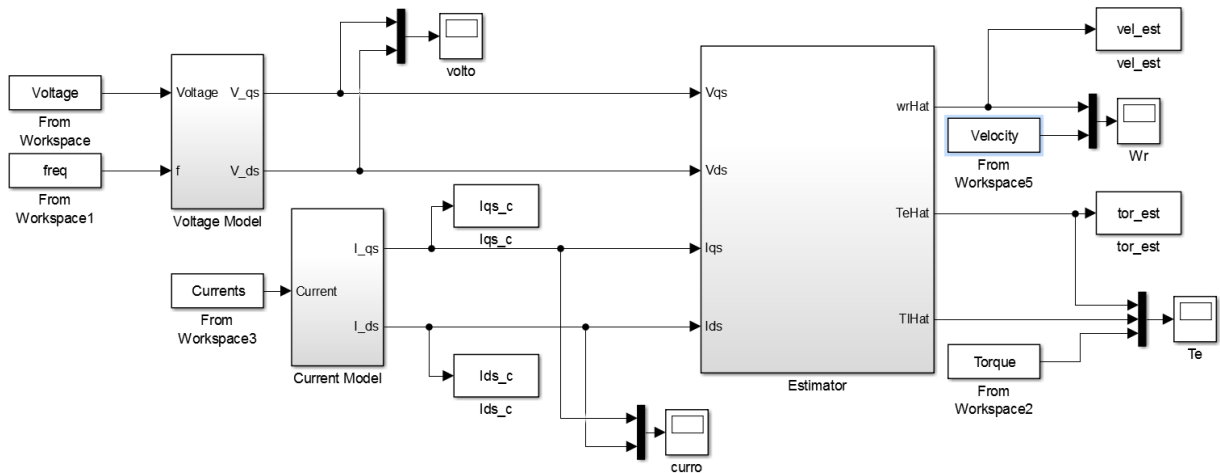 Voltage
From
Workspace
freq
From
Workspace1
Voltage
f
V_qs
V_ds
Voltage Model
volto
Currents
From
Workspace3
Current
I_qs
I_ds
Current Model
Iqs_c
Iqs_c
Ids_c
Ids_c
curro
Vqs
Vds
Iqs
Ids
wrHat
TeHat
TlHat
Estimator
vel_est
vel_est
Velocity
From
Workspace5
Wr
tor_est
tor_est
Torque
From
Workspace2
Te